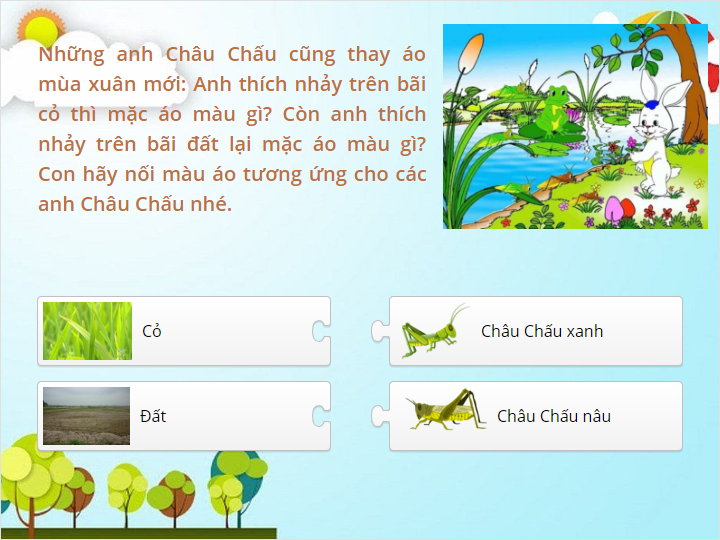 Những anh Châu Chấu cũng thay áo
mùa xuân mới: Anh thích nhảy trên bãi
cỏ thì mặc áo màu gì? Còn anh thích
nhảy trên bãi đất lại mặc áo màu gì?
Con hãy nối màu áo tương ứng cho các
anh Châu Chấu nhé.
Cỏ
Châu Chấu xanh
Đất
Châu Chấu nâu